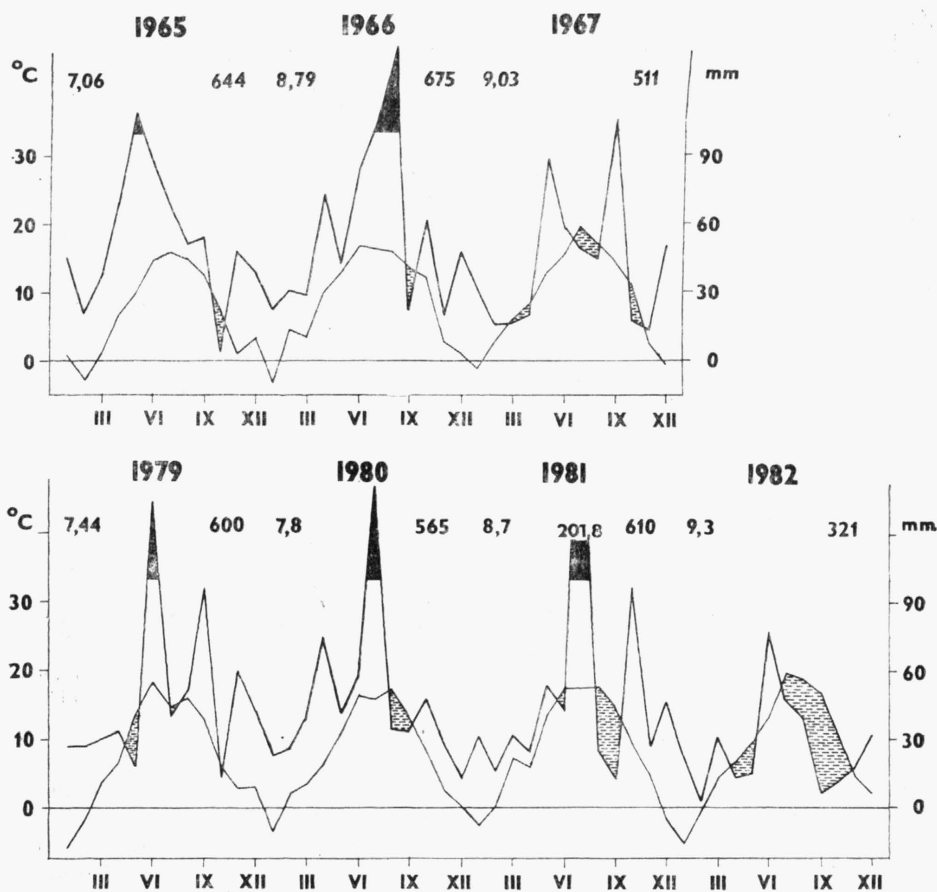 1965 1966 1967
°C 7,06 644 8,79 675 9,03 511 mm
30 90
20 60
10 30
0 0
III VI IX XII III VI IX XII III VI IX XII
1979 1980 1981 1982
°C 7,44 600 7,8 565 8,7 201,8 610 9,3 321 mm
30 90
20 60
10 30
0 0
III VI IX XII III VI IX XII III VI IX XII III VI IX XII